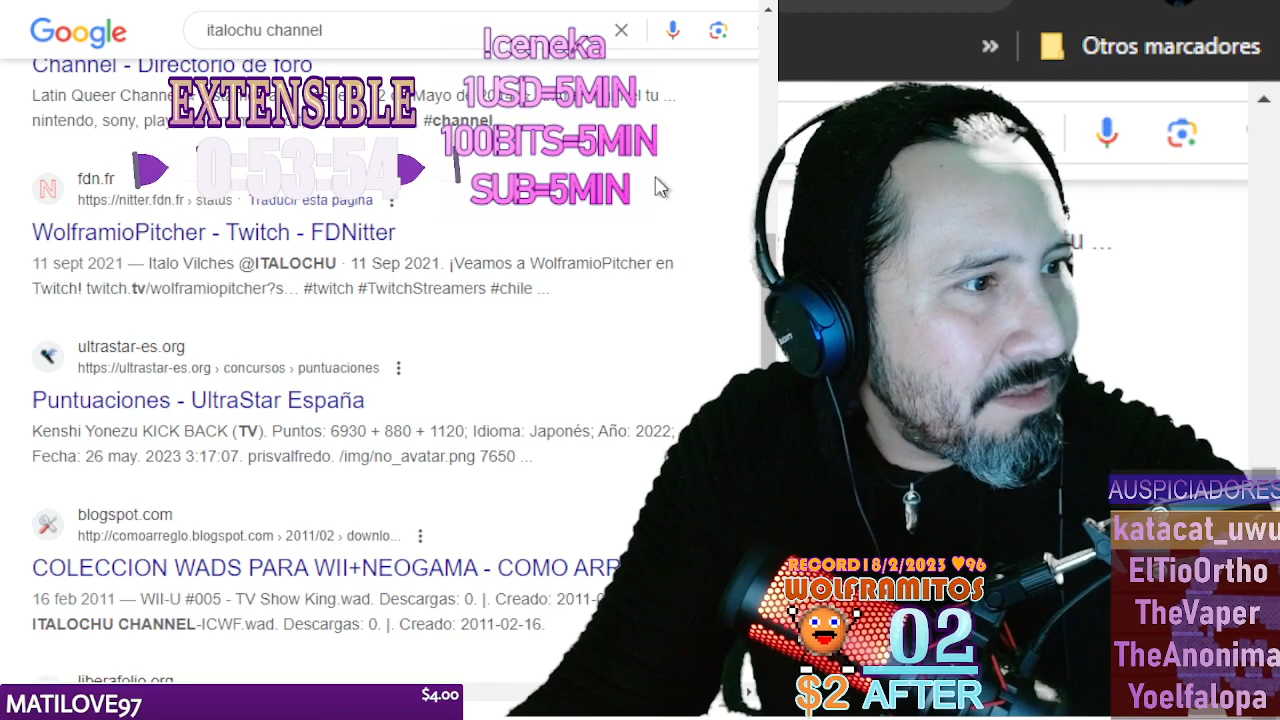 Google
italochu channel
Otros marcadores
Channel - Directorio de foro
nintendo, sony, play
#channel
EXTENSIBLE
0:53:54
!ceneka
1USD=5MIN
100BITS=5MIN
SUB=5MIN
fdn.fr
https://nitter.fdn.fr › status · Traducir esta página
WolframioPitcher - Twitch - FDNitter
11 sept 2021 — Italo Vilches @ITALOCHU · 11 Sep 2021. ¡Veamos a WolframioPitcher en
Twitch! twitch.tv/wolframiopitcher?s... #twitch #TwitchStreamers #chile ...
ultrastar-es.org
https://ultrastar-es.org › concursos › puntuaciones
Puntuaciones - UltraStar España
Kenshi Yonezu KICK BACK (TV). Puntos: 6930 + 880 + 1120; Idioma: Japonés; Año: 2022;
Fecha: 26 may. 2023 3:17:07. prisvalfredo. /img/no_avatar.png 7650 ...
blogspot.com
http://comoarreglo.blogspot.com › 2011/02 › downlo...
COLECCION WADS PARA WII+NEOGAMA - COMO ARR
16 feb 2011 — WII-U #005 - TV Show King.wad. Descargas: 0. |. Creado: 2011-0
ITALOCHU CHANNEL-ICWF.wad. Descargas: 0. |. Creado: 2011-02-16.
liberafolio.org
MATILOVE97
$4.00
RECORD18/2/2023 ♥96
WOLFRAMITOS
02
$2 AFTER
AUSPICIADORES
katacat_uwu
ElTioOrtho
TheVaper
TheAnonima
Yoelfalopa